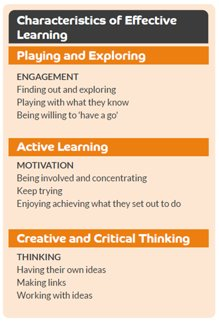 Characteristics of Effective
Learning
Playing and Exploring
ENGAGEMENT
Finding out and exploring
Playing with what they know
Being willing to ‘have a go’
Active Learning
MOTIVATION
Being involved and concentrating
Keep trying
Enjoying achieving what they set out to do
Creative and Critical Thinking
THINKING
Having their own ideas
Making links
Working with ideas